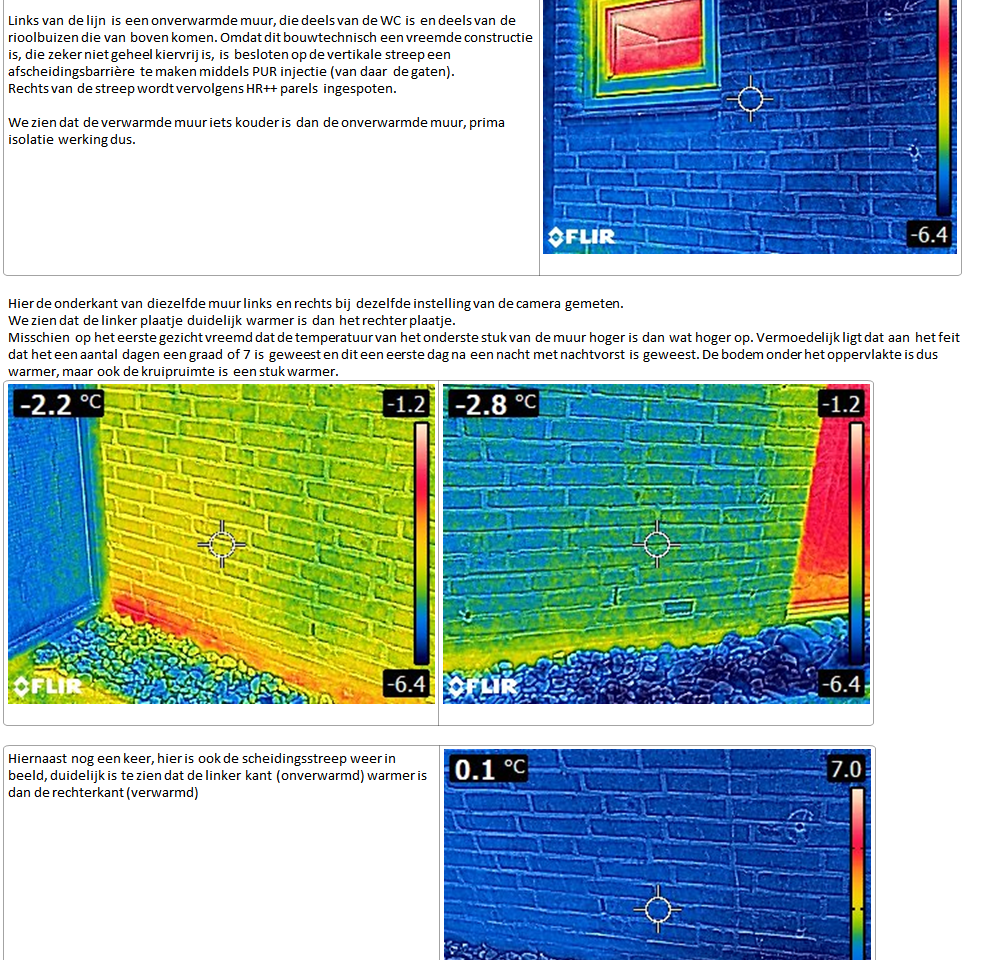 Links van de lijn is een onverwarmde muur, die deels van de WC is en deels van de
rioolbuizen die van boven komen. Omdat dit bouwtechnisch een vreemde constructie
is, die zeker niet geheel kiervrij is, is besloten op de vertikale streep een
afscheidingsbarrière te maken middels PUR injectie (van daar de gaten).
Rechts van de streep wordt vervolgens HR++ parels ingespoten.
We zien dat de verwarmde muur iets kouder is dan de onverwarmde muur, prima
isolatie werking dus.
FLIR
-6.4
Hier de onderkant van diezelfde muur links en rechts bij dezelfde instelling van de camera gemeten.
We zien dat de linker plaatje duidelijk warmer is dan het rechter plaatje.
Misschien op het eerste gezicht vreemd dat de temperatuur van het onderste stuk van de muur hoger is dan wat hoger op. Vermoedelijk ligt dat aan het feit
dat het een aantal dagen een graad of 7 is geweest en dit een eerste dag na een nacht met nachtvorst is geweest. De bodem onder het oppervlakte is dus
warmer, maar ook de kruipruimte is een stuk warmer.
-2.2 °C
-1.2
FLIR
-6.4
-2.8 °C
-1.2
FLIR
-6.4
Hiernaast nog een keer, hier is ook de scheidingsstreep weer in
beeld, duidelijk is te zien dat de linker kant (onverwarmd) warmer is
dan de rechterkant (verwarmd)
0.1 °C
7.0